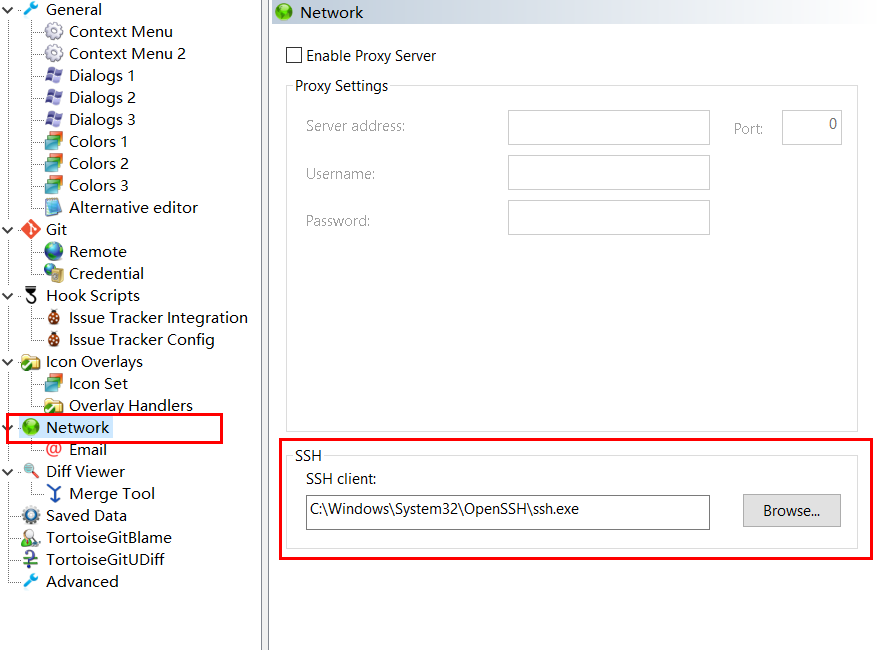 General
Context Menu
Context Menu 2
Dialogs 1
Dialogs 2
Dialogs 3
Colors 1
Colors 2
Colors 3
Alternative editor
Git
Remote
Credential
Hook Scripts
Issue Tracker Integration
Issue Tracker Config
Icon Overlays
Icon Set
Overlay Handlers
Network
Email
Diff Viewer
Merge Tool
Saved Data
TortoiseGitBlame
TortoiseGitUDiff
Advanced
Network
Enable Proxy Server
Proxy Settings
Server address:
Port: 0
Username:
Password:
SSH
SSH client:
C:\Windows\System32\OpenSSH\ssh.exe
Browse...